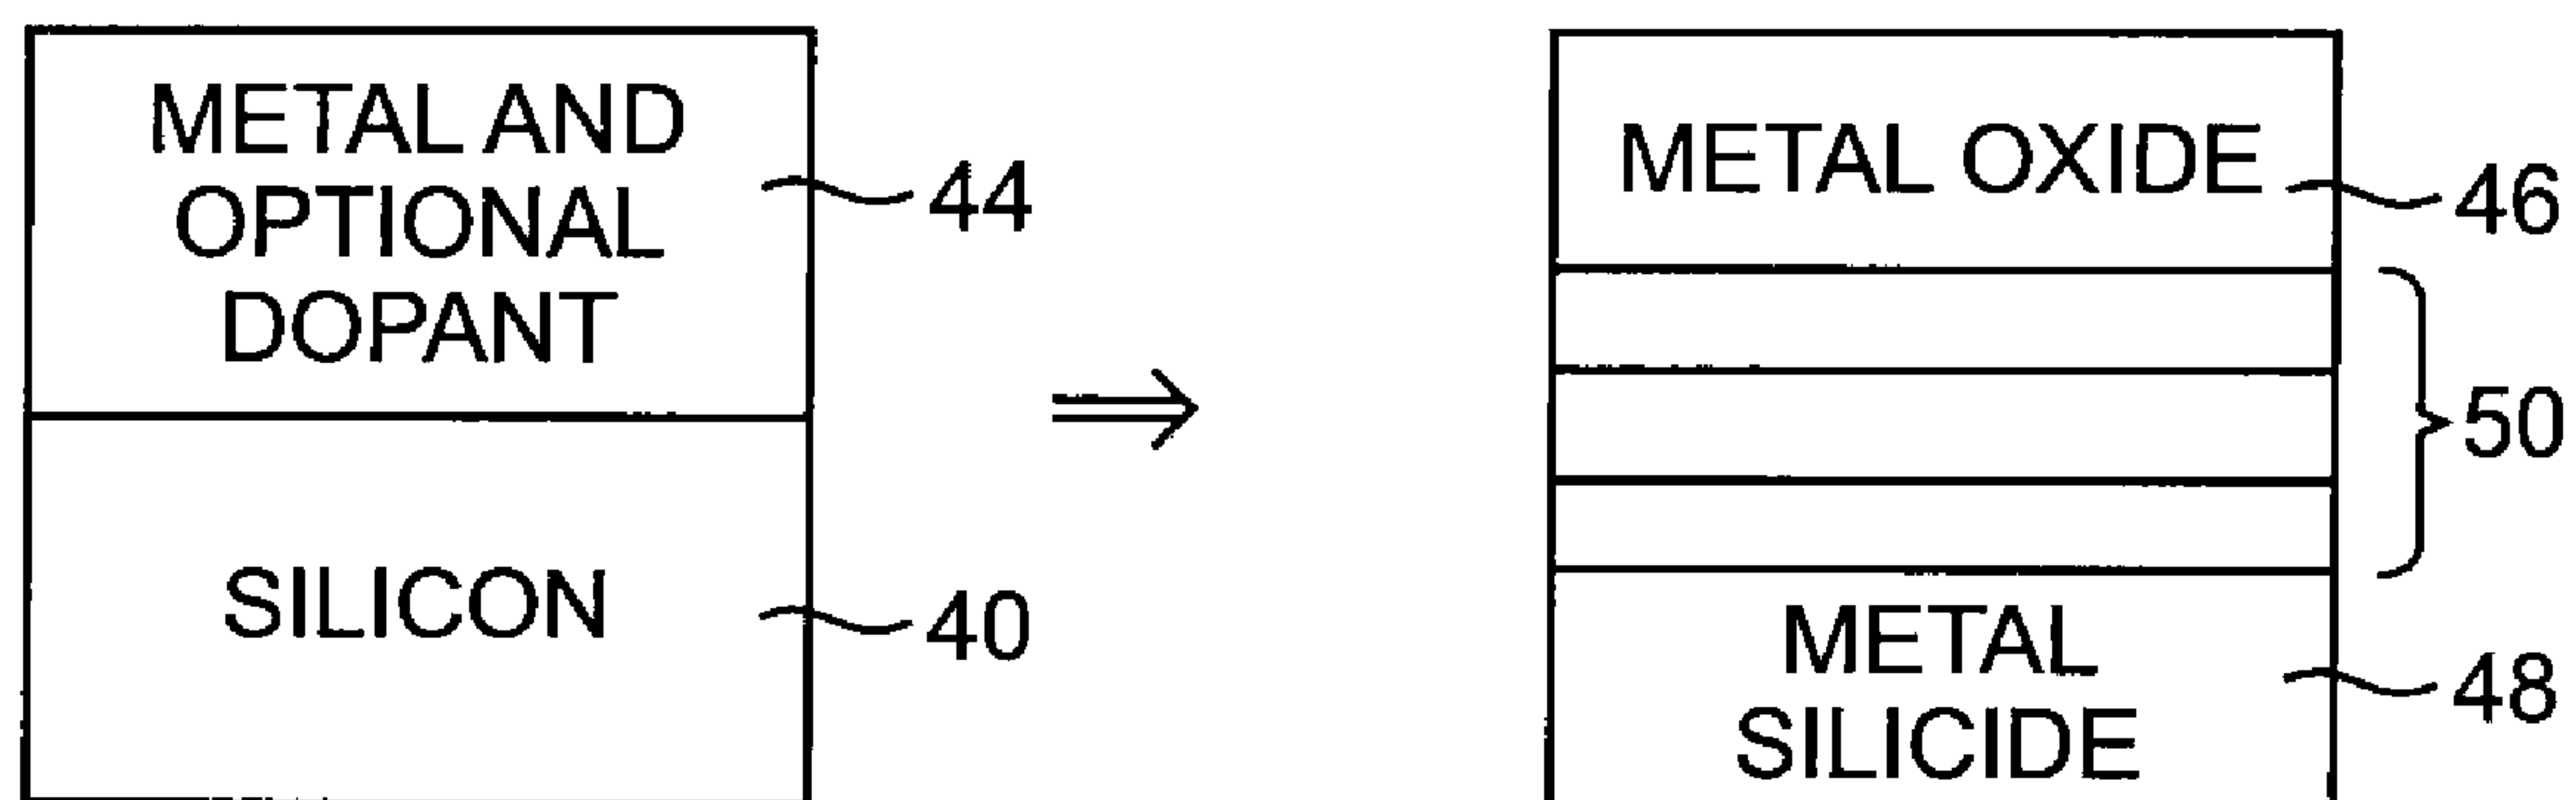 METAL AND
OPTIONAL
DOPANT
44
SILICON
40
METAL OXIDE
46
50
METAL
SILICIDE
48